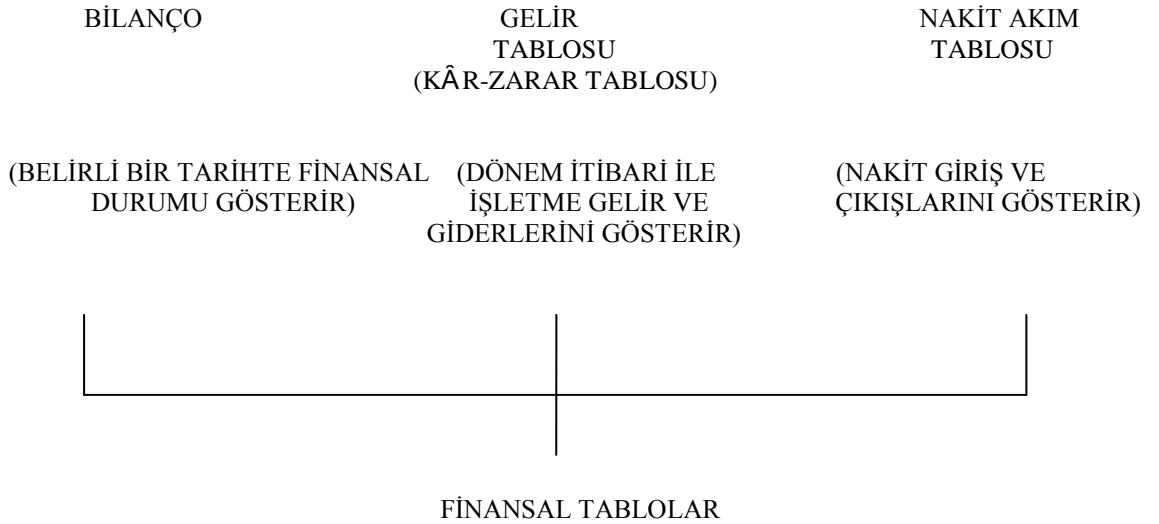 BİLANÇO
GELİR
TABLOSU
(KÂR-ZARAR TABLOSU)
NAKİT AKIM
TABLOSU
(BELİRLİ BİR TARİHTE FİNANSAL
DURUMU GÖSTERİR)
(DÖNEM İTİBARİ İLE
İŞLETME GELİR VE
GİDERLERİNİ GÖSTERİR)
(NAKİT GİRİŞ VE
ÇIKIŞLARINI GÖSTERİR)
FİNANSAL TABLOLAR